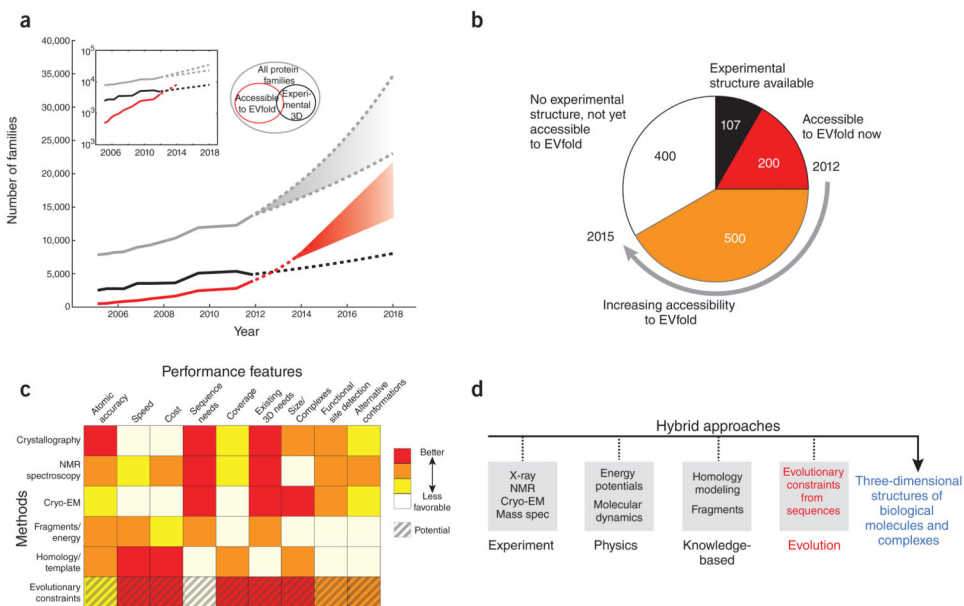 a
40,000
35,000
30,000
25,000
20,000
15,000
10,000
5,000
0
Number of families
2006
2008
2010
2012
2014
2016
2018
Year
10^5
10^4
10^3
10^3
2006
2010
2014
2018
All protein
families
Accessible
to EVfold
Experi-
mental
3D
b
Experimental
structure available
No experimental
structure, not yet
accessible
to EVfold
107
Accessible
to EVfold now
400
200
2012
500
2015
Increasing accessibility
to EVfold
c
Performance features
Atomic
accuracy
Speed
Cost
Sequence
needs
Coverage
Existing
3D needs
Size/
Complexes
Functional
site detection
Alternative
conformations
Methods
Crystallography
NMR
spectroscopy
Cryo-EM
Fragments/
energy
Homology/
template
Evolutionary
constraints
Better
Less
favorable
Potential
d
Hybrid approaches
X-ray
NMR
Cryo-EM
Mass spec
Experiment
Energy
potentials
Molecular
dynamics
Physics
Homology
modeling
Fragments
Knowledge-
based
Evolutionary
constraints
from
sequences
Evolution
Three-dimensional
structures of
biological
molecules and
complexes